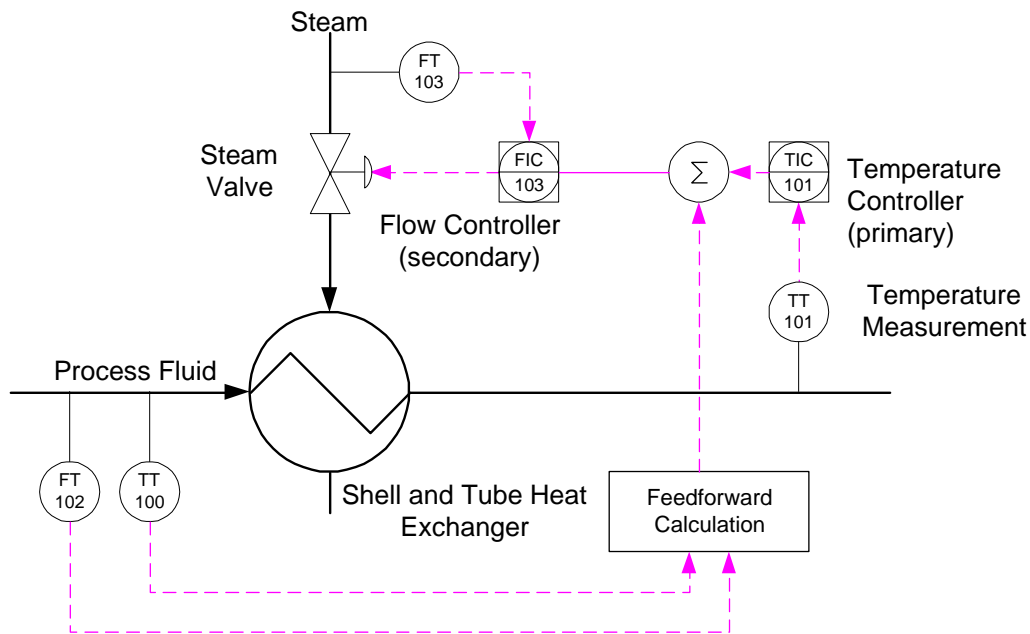 Steam
FT
103
Steam
Valve
FIC
103
Σ
TIC
101
Temperature
Controller
(primary)
Flow Controller
(secondary)
TT
101
Temperature
Measurement
Process Fluid
FT
102
TT
100
Shell and Tube Heat
Exchanger
Feedforward
Calculation